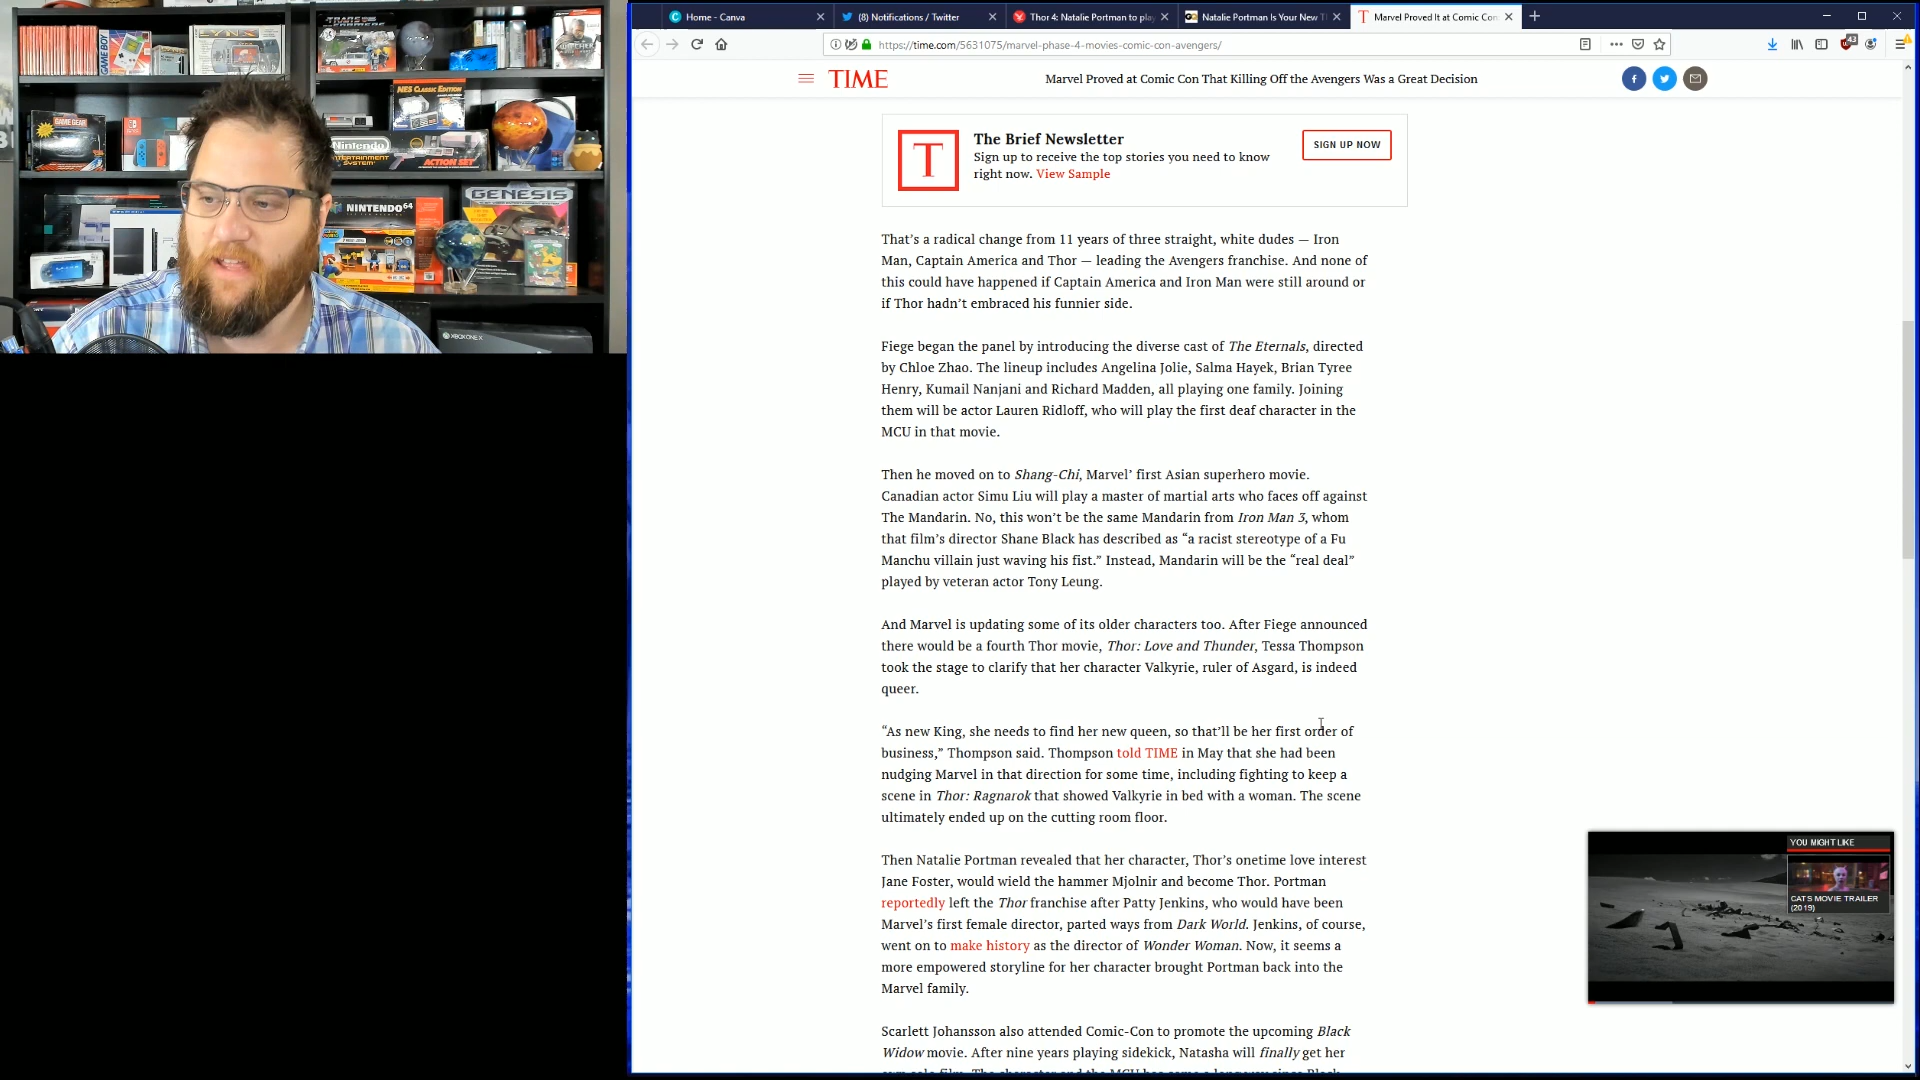 Home - Canva
(8) Notifications / Twitter
Thor 4: Natalie Portman to play
Natalie Portman Is Your New T
Marvel Proved It at Comic Con
https://time.com/5631075/marvel-phase-4-movies-comic-con-avengers/
43
TIME
Marvel Proved at Comic Con That Killing Off the Avengers Was a Great Decision
T
The Brief Newsletter
Sign up to receive the top stories you need to know
right now. View Sample
SIGN UP NOW
That’s a radical change from 11 years of three straight, white dudes — Iron
Man, Captain America and Thor — leading the Avengers franchise. And none of
this could have happened if Captain America and Iron Man were still around or
if Thor hadn’t embraced his funnier side.
Fiege began the panel by introducing the diverse cast of The Eternals, directed
by Chloe Zhao. The lineup includes Angelina Jolie, Salma Hayek, Brian Tyree
Henry, Kumail Nanjani and Richard Madden, all playing one family. Joining
them will be actor Lauren Ridloff, who will play the first deaf character in the
MCU in that movie.
Then he moved on to Shang-Chi, Marvel’ first Asian superhero movie.
Canadian actor Simu Liu will play a master of martial arts who faces off against
The Mandarin. No, this won’t be the same Mandarin from Iron Man 3, whom
that film’s director Shane Black has described as “a racist stereotype of a Fu
Manchu villain just waving his fist.” Instead, Mandarin will be the “real deal”
played by veteran actor Tony Leung.
And Marvel is updating some of its older characters too. After Fiege announced
there would be a fourth Thor movie, Thor: Love and Thunder, Tessa Thompson
took the stage to clarify that her character Valkyrie, ruler of Asgard, is indeed
queer.
“As new King, she needs to find her new queen, so that’ll be her first order of
business,” Thompson said. Thompson told TIME in May that she had been
nudging Marvel in that direction for some time, including fighting to keep a
scene in Thor: Ragnarok that showed Valkyrie in bed with a woman. The scene
ultimately ended up on the cutting room floor.
Then Natalie Portman revealed that her character, Thor’s onetime love interest
Jane Foster, would wield the hammer Mjolnir and become Thor. Portman
reportedly left the Thor franchise after Patty Jenkins, who would have been
Marvel’s first female director, parted ways from Dark World. Jenkins, of course,
went on to make history as the director of Wonder Woman. Now, it seems a
more empowered storyline for her character brought Portman back into the
Marvel family.
Scarlett Johansson also attended Comic-Con to promote the upcoming Black
Widow movie. After nine years playing sidekick, Natasha will finally get her
YOU MIGHT LIKE
CATS MOVIE TRAILER
(2019)
TRANSFORMERS
GAME BOY
LYNX
WITCHER
NES CLASSIC EDITION
GAME GEAR
Nintendo
ENTERTAINMENT
SYSTEM
ACTION SET
GENESIS
NINTENDO 64
XBOX ONE X